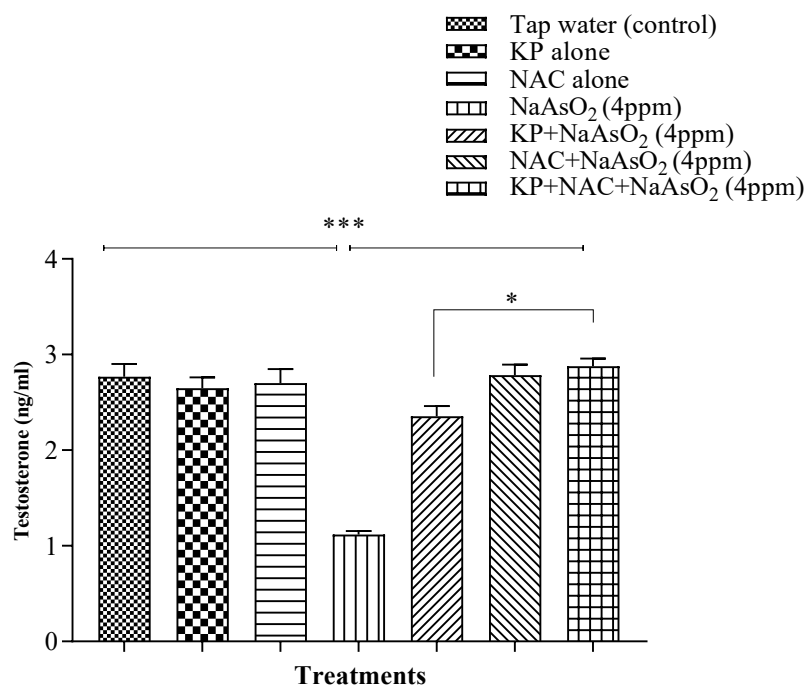 Tap water (control)
KP alone
NAC alone
NaAsO2 (4ppm)
KP+NaAsO2 (4ppm)
NAC+NaAsO2 (4ppm)
KP+NAC+NaAsO2 (4ppm)
***
4
*
3
2
1
0
Testosterone (ng/ml)
Treatments